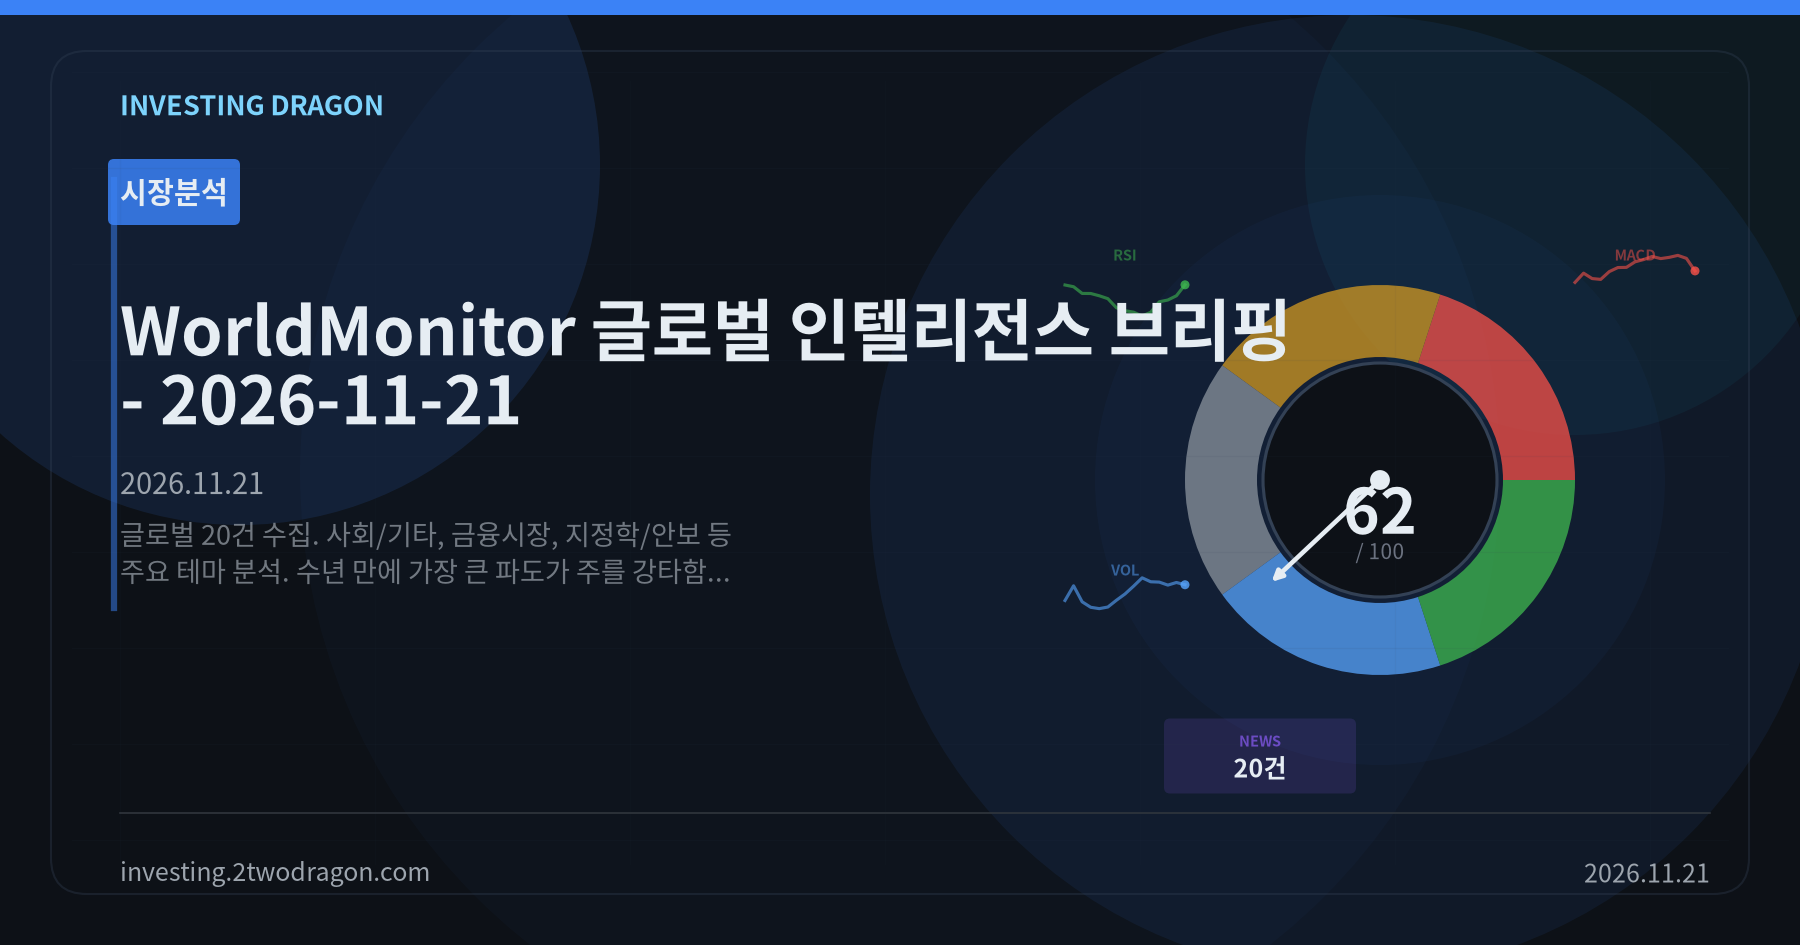 INVESTING DRAGON
시장분석
WorldMonitor 글로벌 인텔리전스 브리핑
- 2026-11-21
2026.11.21
글로벌 20건 수집. 사회/기타, 금융시장, 지정학/안보 등
주요 테마 분석. 수년 만에 가장 큰 파도가 주를 강타함...
RSI
MACD
62
/ 100
VOL
NEWS
20건
investing.2twodragon.com
2026.11.21